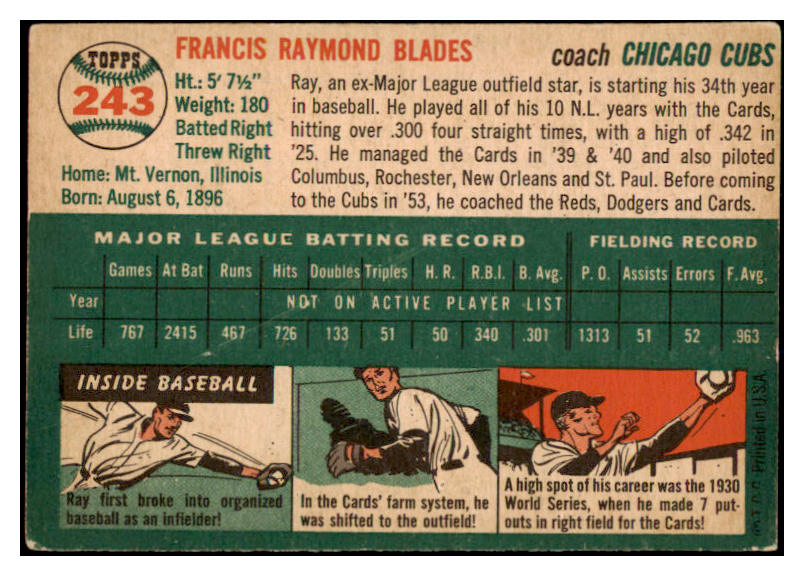 TOPPS
243
FRANCIS RAYMOND BLADES
coach CHICAGO CUBS
Ht.: 5' 7½"
Weight: 180
Batted Right
Threw Right
Home: Mt. Vernon, Illinois
Born: August 6, 1896
Ray, an ex-Major League outfield star, is starting his 34th year
in baseball. He played all of his 10 N.L. years with the Cards,
hitting over .300 four straight times, with a high of .342 in
'25. He managed the Cards in '39 & '40 and also piloted
Columbus, Rochester, New Orleans and St. Paul. Before coming
to the Cubs in '53, he coached the Reds, Dodgers and Cards.
MAJOR LEAGUE BATTING RECORD FIELDING RECORD
Games At Bat Runs Hits Doubles Triples H. R. R.B.I. B. Avg. P. O. Assists Errors F. Avg.
Year NOT ON ACTIVE PLAYER LIST
Life 767 2415 467 726 133 51 50 340 .301 1313 51 52 .963
INSIDE BASEBALL
Ray first broke into organized
baseball as an infielder!
In the Cards' farm system, he
was shifted to the outfield!
A high spot of his career was the 1930
World Series, when he made 7 put-
outs in right field for the Cards!
T. C. G. Printed in U.S.A.